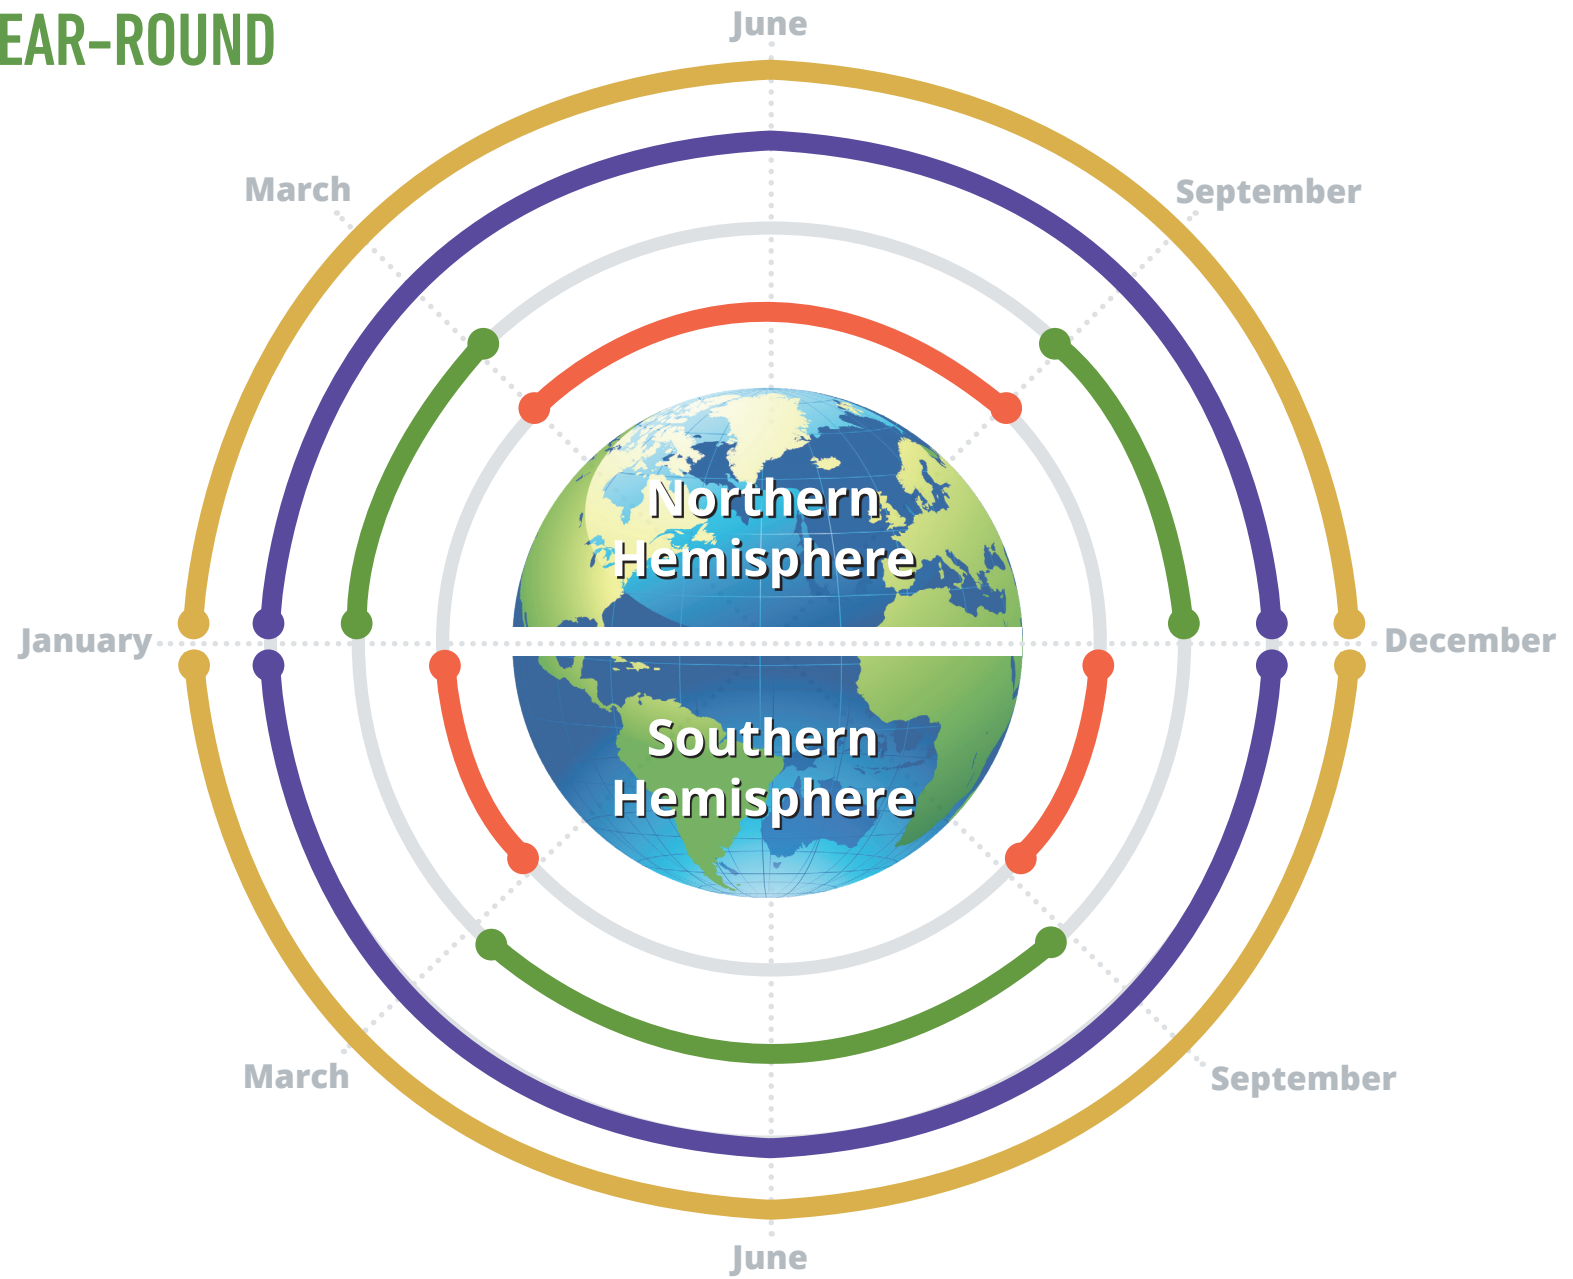 EAR–ROUND
June
March
September
Northern
Hemisphere
January
December
Southern
Hemisphere
March
September
June